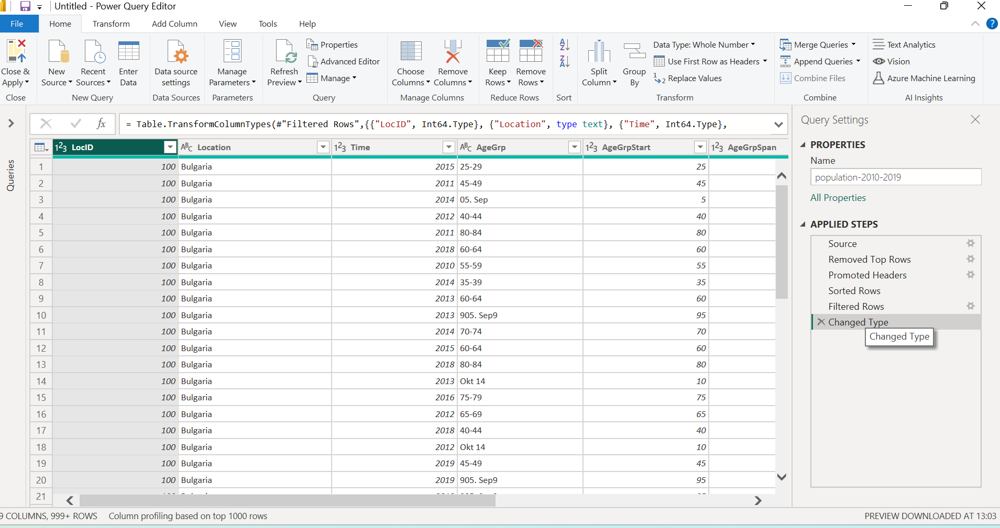 Untitled - Power Query Editor
File Home Transform Add Column View Tools Help
Close & Apply
Close
New Source
Recent Sources
Enter Data
New Query
Data source settings
Data Sources
Manage Parameters
Parameters
Refresh Preview
Properties
Advanced Editor
Manage
Query
Choose Columns
Remove Columns
Manage Columns
Keep Rows
Remove Rows
Reduce Rows
Sort
Split Column
Group By
Data Type: Whole Number
Use First Row as Headers
Replace Values
Transform
Merge Queries
Append Queries
Combine Files
Combine
Text Analytics
Vision
Azure Machine Learning
AI Insights
Queries
fx = Table.TransformColumnTypes(#"Filtered Rows",{{"LocID", Int64.Type}, {"Location", type text}, {"Time", Int64.Type},
123 LocID ABC Location 123 Time ABC AgeGrp 123 AgeGrpStart 123 AgeGrpSpan
1 100 Bulgaria 2015 25-29 25
2 100 Bulgaria 2011 45-49 45
3 100 Bulgaria 2014 05. Sep 5
4 100 Bulgaria 2012 40-44 40
5 100 Bulgaria 2011 80-84 80
6 100 Bulgaria 2018 60-64 60
7 100 Bulgaria 2010 55-59 55
8 100 Bulgaria 2014 35-39 35
9 100 Bulgaria 2013 60-64 60
10 100 Bulgaria 2013 905. Sep9 95
11 100 Bulgaria 2014 70-74 70
12 100 Bulgaria 2015 60-64 60
13 100 Bulgaria 2018 80-84 80
14 100 Bulgaria 2013 Okt 14 10
15 100 Bulgaria 2016 75-79 75
16 100 Bulgaria 2012 65-69 65
17 100 Bulgaria 2018 40-44 40
18 100 Bulgaria 2012 Okt 14 10
19 100 Bulgaria 2019 45-49 45
20 100 Bulgaria 2019 905. Sep9 95
21
Query Settings
PROPERTIES
Name
population-2010-2019
All Properties
APPLIED STEPS
Source
Removed Top Rows
Promoted Headers
Sorted Rows
Filtered Rows
Changed Type
Changed Type
9 COLUMNS, 999+ ROWS Column profiling based on top 1000 rows PREVIEW DOWNLOADED AT 13:03